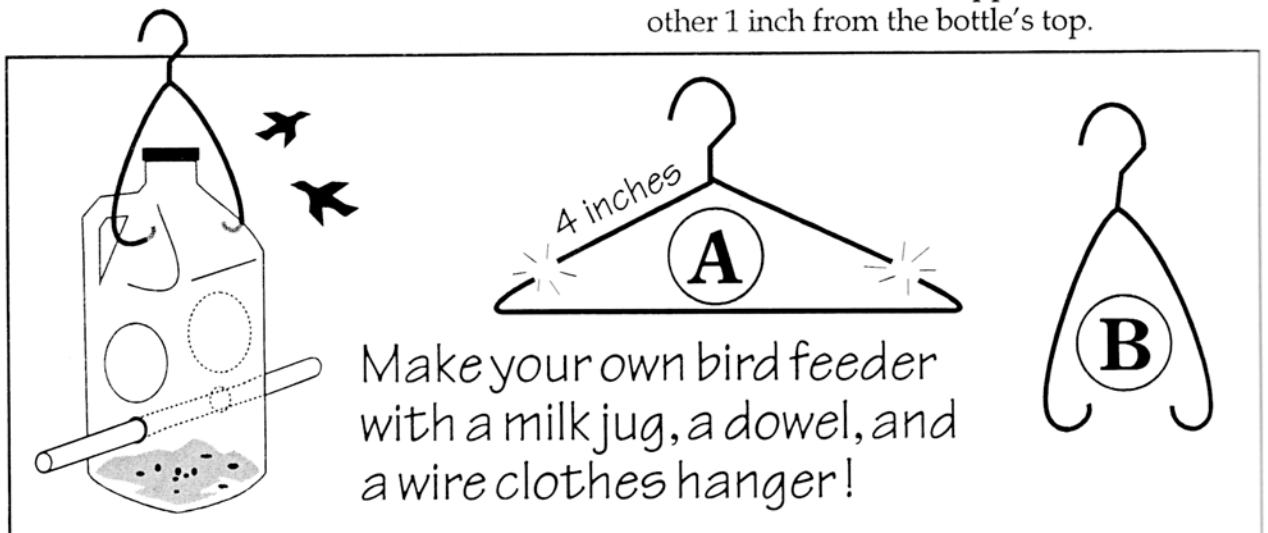 other 1 inch from the bottle's top.
4 inches
A
B
Make your own bird feeder
with a milk jug, a dowel, and
a wire clothes hanger!